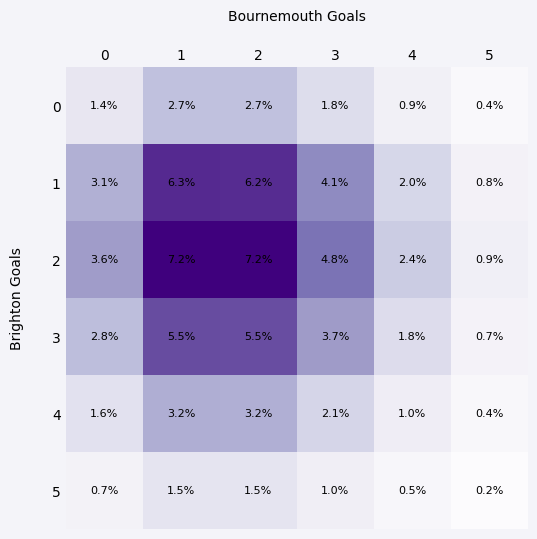 Bournemouth Goals
0 1 2 3 4 5
0 1.4% 2.7% 2.7% 1.8% 0.9% 0.4%
1 3.1% 6.3% 6.2% 4.1% 2.0% 0.8%
2 3.6% 7.2% 7.2% 4.8% 2.4% 0.9%
3 2.8% 5.5% 5.5% 3.7% 1.8% 0.7%
4 1.6% 3.2% 3.2% 2.1% 1.0% 0.4%
5 0.7% 1.5% 1.5% 1.0% 0.5% 0.2%
Brighton Goals